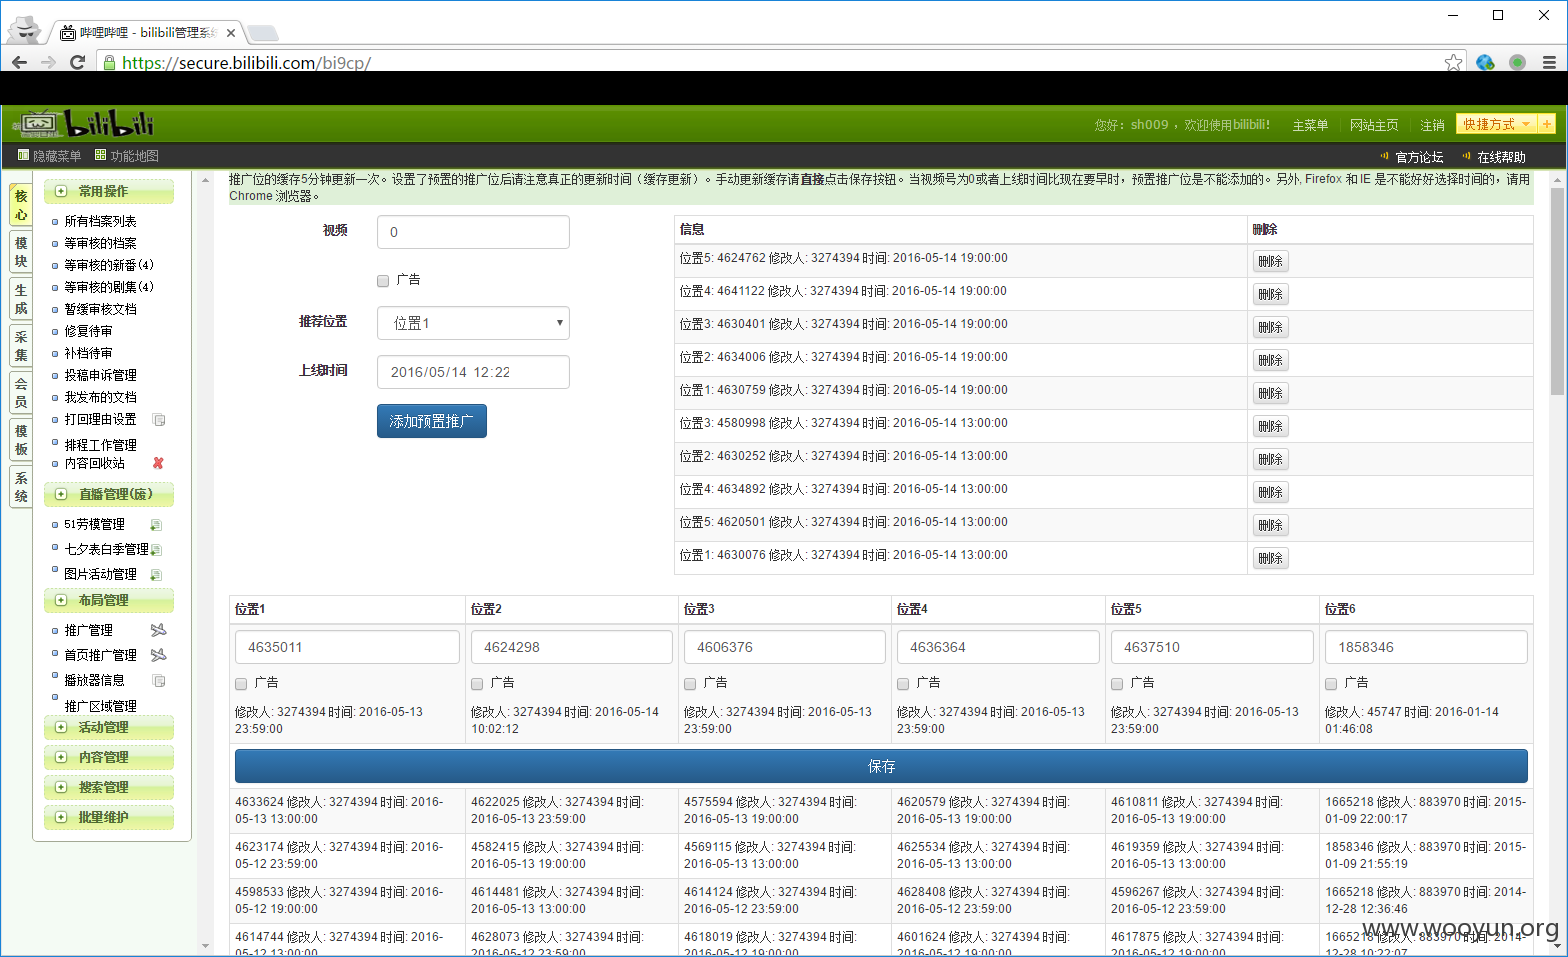 哔哩哔哩 - bilibili管理系统
https://secure.bilibili.com/bi9cp/
bilibili
您好：sh009 ，欢迎使用bilibili! 主菜单 网站主页 注销 快捷方式
隐藏菜单 功能地图 官方论坛 在线帮助
核心
模块
生成
采集
会员
模板
系统
常用操作
所有档案列表
等审核的档案
等审核的新番(4)
等审核的剧集(4)
暂缓审核文档
修复待审
补档待审
投稿申诉管理
我发布的文档
打回理由设置
排程工作管理
内容回收站
直播管理(废)
51劳模管理
七夕表白季管理
图片活动管理
布局管理
推广管理
首页推广管理
播放器信息
推广区域管理
活动管理
内容管理
搜索管理
批量维护
推广位的缓存5分钟更新一次。设置了预置的推广位后请注意真正的更新时间（缓存更新）。手动更新缓存请直接点击保存按钮。当视频号为0或者上线时间比现在要早时，预置推广位是不能添加的。另外, Firefox 和 IE 是不能好好选择时间的，请用
Chrome 浏览器。
视频 0
广告
推荐位置 位置1
上线时间 2016/05/14 12:22
添加预置推广
信息 删除
位置5: 4624762 修改人: 3274394 时间: 2016-05-14 19:00:00 删除
位置4: 4641122 修改人: 3274394 时间: 2016-05-14 19:00:00 删除
位置3: 4630401 修改人: 3274394 时间: 2016-05-14 19:00:00 删除
位置2: 4634006 修改人: 3274394 时间: 2016-05-14 19:00:00 删除
位置1: 4630759 修改人: 3274394 时间: 2016-05-14 19:00:00 删除
位置3: 4580998 修改人: 3274394 时间: 2016-05-14 13:00:00 删除
位置2: 4630252 修改人: 3274394 时间: 2016-05-14 13:00:00 删除
位置4: 4634892 修改人: 3274394 时间: 2016-05-14 13:00:00 删除
位置5: 4620501 修改人: 3274394 时间: 2016-05-14 13:00:00 删除
位置1: 4630076 修改人: 3274394 时间: 2016-05-14 13:00:00 删除
位置1 位置2 位置3 位置4 位置5 位置6
4635011 4624298 4606376 4636364 4637510 1858346
广告 广告 广告 广告 广告 广告
修改人: 3274394 时间: 2016-05-13 修改人: 3274394 时间: 2016-05-14 修改人: 3274394 时间: 2016-05-13 修改人: 3274394 时间: 2016-05-13 修改人: 3274394 时间: 2016-05-13 修改人: 45747 时间: 2016-01-14
23:59:00 10:02:12 23:59:00 23:59:00 23:59:00 01:46:08
保存
4633624 修改人: 3274394 时间: 2016- 4622025 修改人: 3274394 时间: 4575594 修改人: 3274394 时间: 4620579 修改人: 3274394 时间: 4610811 修改人: 3274394 时间: 1665218 修改人: 883970 时间: 2015-
05-13 13:00:00 2016-05-13 23:59:00 2016-05-13 19:00:00 2016-05-13 19:00:00 2016-05-13 19:00:00 01-09 22:00:17
4623174 修改人: 3274394 时间: 2016- 4582415 修改人: 3274394 时间: 4569115 修改人: 3274394 时间: 4625534 修改人: 3274394 时间: 4619359 修改人: 3274394 时间: 1858346 修改人: 883970 时间: 2015-
05-12 23:59:00 2016-05-13 19:00:00 2016-05-13 13:00:00 2016-05-13 13:00:00 2016-05-13 13:00:00 01-09 21:55:19
4598533 修改人: 3274394 时间: 2016- 4614481 修改人: 3274394 时间: 4614124 修改人: 3274394 时间: 4628408 修改人: 3274394 时间: 4596267 修改人: 3274394 时间: 1665218 修改人: 883970 时间: 2014-
05-12 19:00:00 2016-05-13 13:00:00 2016-05-12 23:59:00 2016-05-12 23:59:00 2016-05-12 23:59:00 12-28 12:36:46
4614744 修改人: 3274394 时间: 2016- 4628073 修改人: 3274394 时间: 4618019 修改人: 3274394 时间: 4601624 修改人: 3274394 时间: 4617875 修改人: 3274394 时间: 1665218 修改人: 883970 时间: 2014-
05-12 13:00:00 2016-05-12 23:59:00 2016-05-12 19:00:00 2016-05-12 19:00:00 2016-05-12 19:00:00 12-28 10:22:07
www.wooyun.org